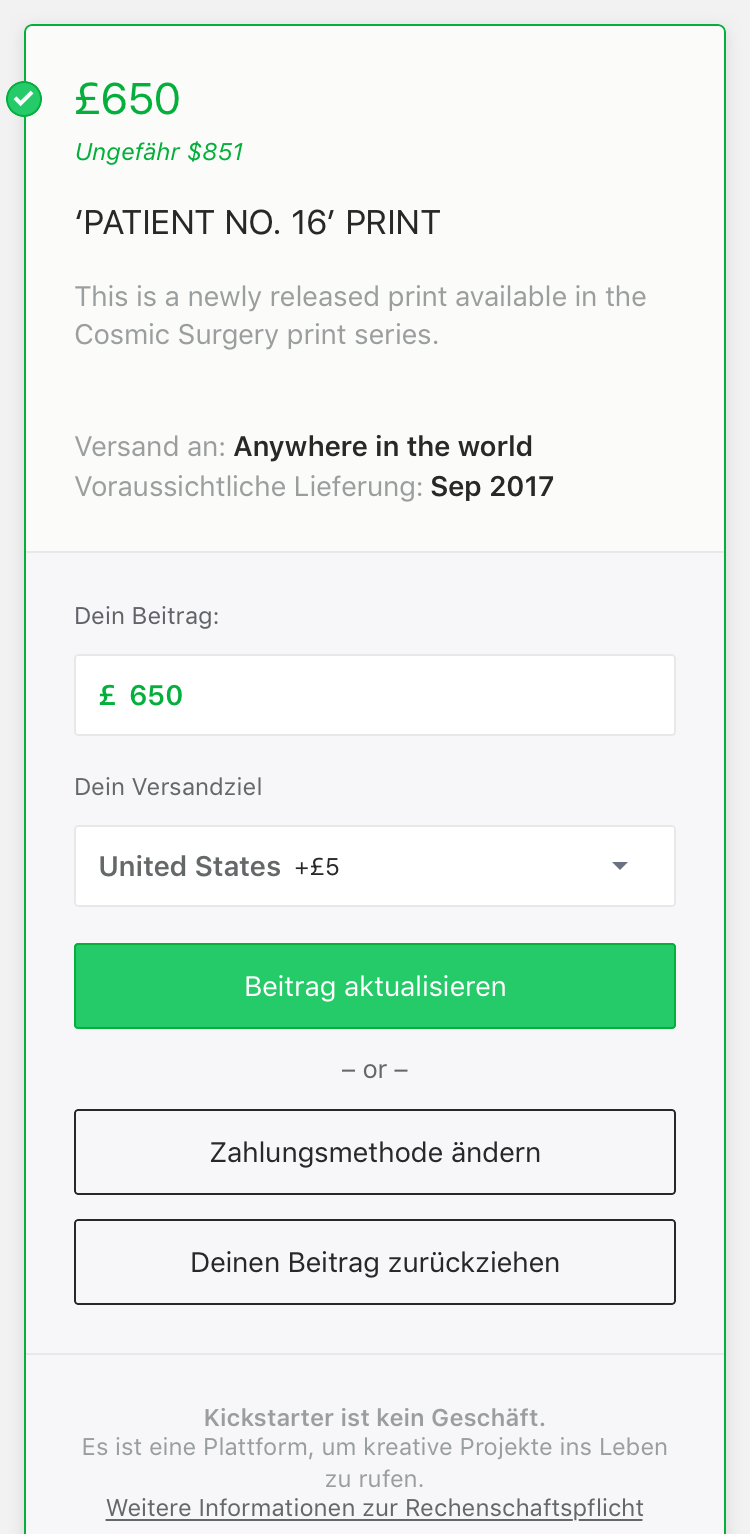 £650
Ungefähr $851
‘PATIENT NO. 16’ PRINT
This is a newly released print available in the
Cosmic Surgery print series.
Versand an: Anywhere in the world
Voraussichtliche Lieferung: Sep 2017
Dein Beitrag:
£ 650
Dein Versandziel
United States +£5
Beitrag aktualisieren
– or –
Zahlungsmethode ändern
Deinen Beitrag zurückziehen
Kickstarter ist kein Geschäft.
Es ist eine Plattform, um kreative Projekte ins Leben
zu rufen.
Weitere Informationen zur Rechenschaftspflicht